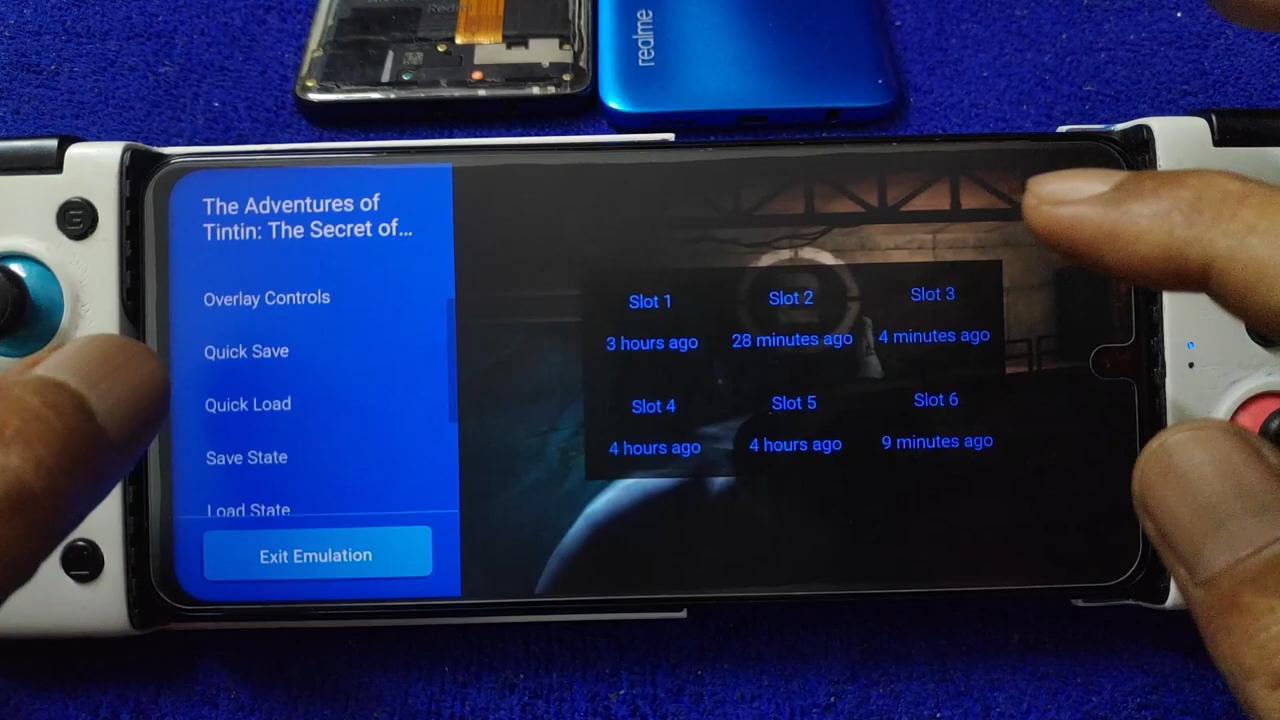 Redmi
realme
The Adventures of
Tintin: The Secret of...
Overlay Controls
Quick Save
Quick Load
Save State
Load State
Exit Emulation
Slot 1
Slot 2
Slot 3
3 hours ago
28 minutes ago
4 minutes ago
Slot 4
Slot 5
Slot 6
4 hours ago
4 hours ago
9 minutes ago